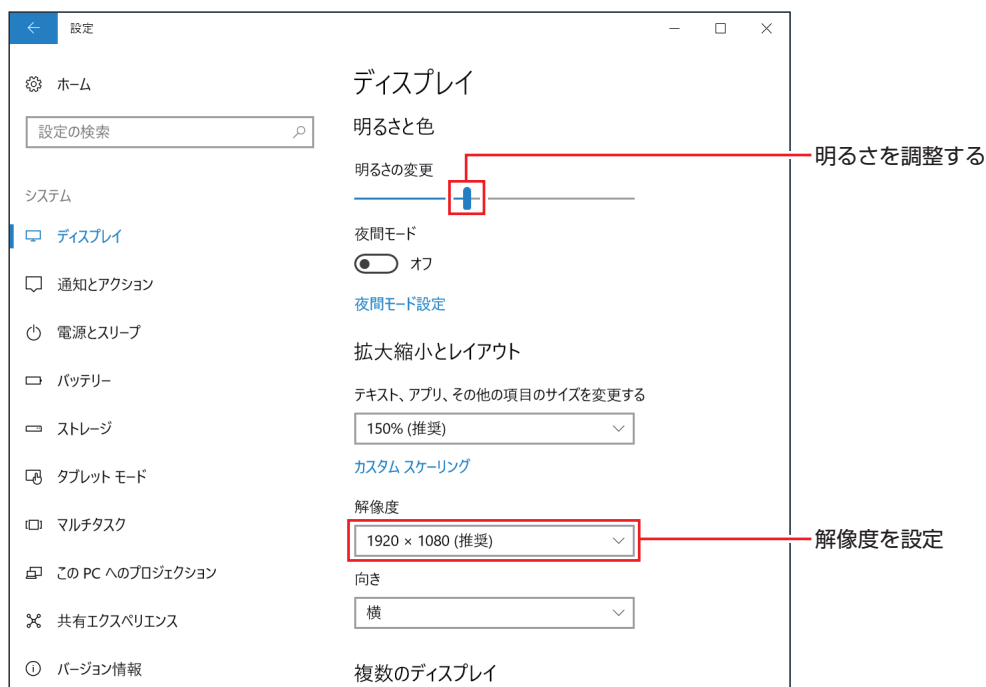 設定
ホーム
設定の検索
システム
ディスプレイ
通知とアクション
電源とスリープ
バッテリー
ストレージ
タブレット モード
マルチタスク
この PC へのプロジェクション
共有エクスペリエンス
バージョン情報
ディスプレイ
明るさと色
明るさの変更
夜間モード
オフ
夜間モード設定
拡大縮小とレイアウト
テキスト、アプリ、その他の項目のサイズを変更する
150% (推奨)
カスタム スケーリング
解像度
1920 × 1080 (推奨)
向き
横
複数のディスプレイ
明るさを調整する
解像度を設定